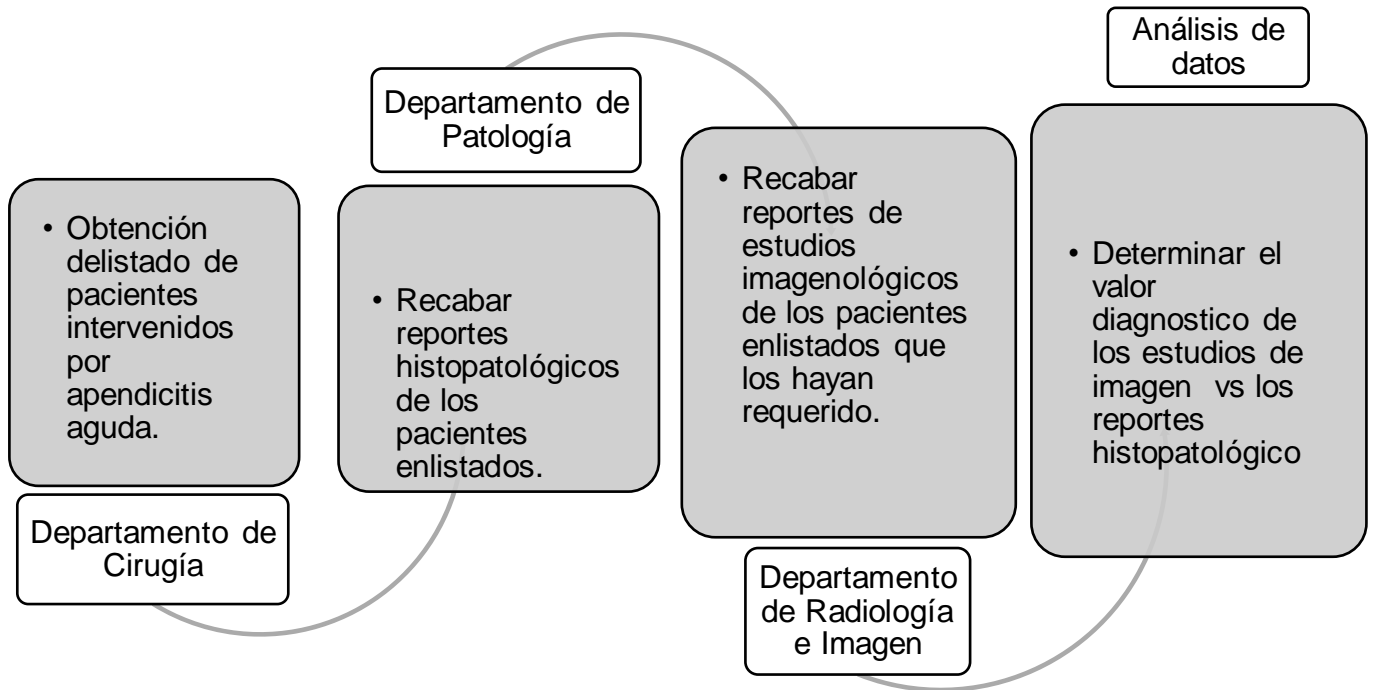 • Obtención
delistado de
pacientes
intervenidos
por
apendicitis
aguda.
Departamento de
Cirugía
Departamento de
Patología
• Recabar
reportes
histopatológicos
de los
pacientes
enlistados.
• Recabar
reportes de
estudios
imagenológicos
de los pacientes
enlistados que
los hayan
requerido.
Departamento
de Radiología
e Imagen
Análisis de
datos
• Determinar el
valor
diagnostico de
los estudios de
imagen vs los
reportes
histopatológico